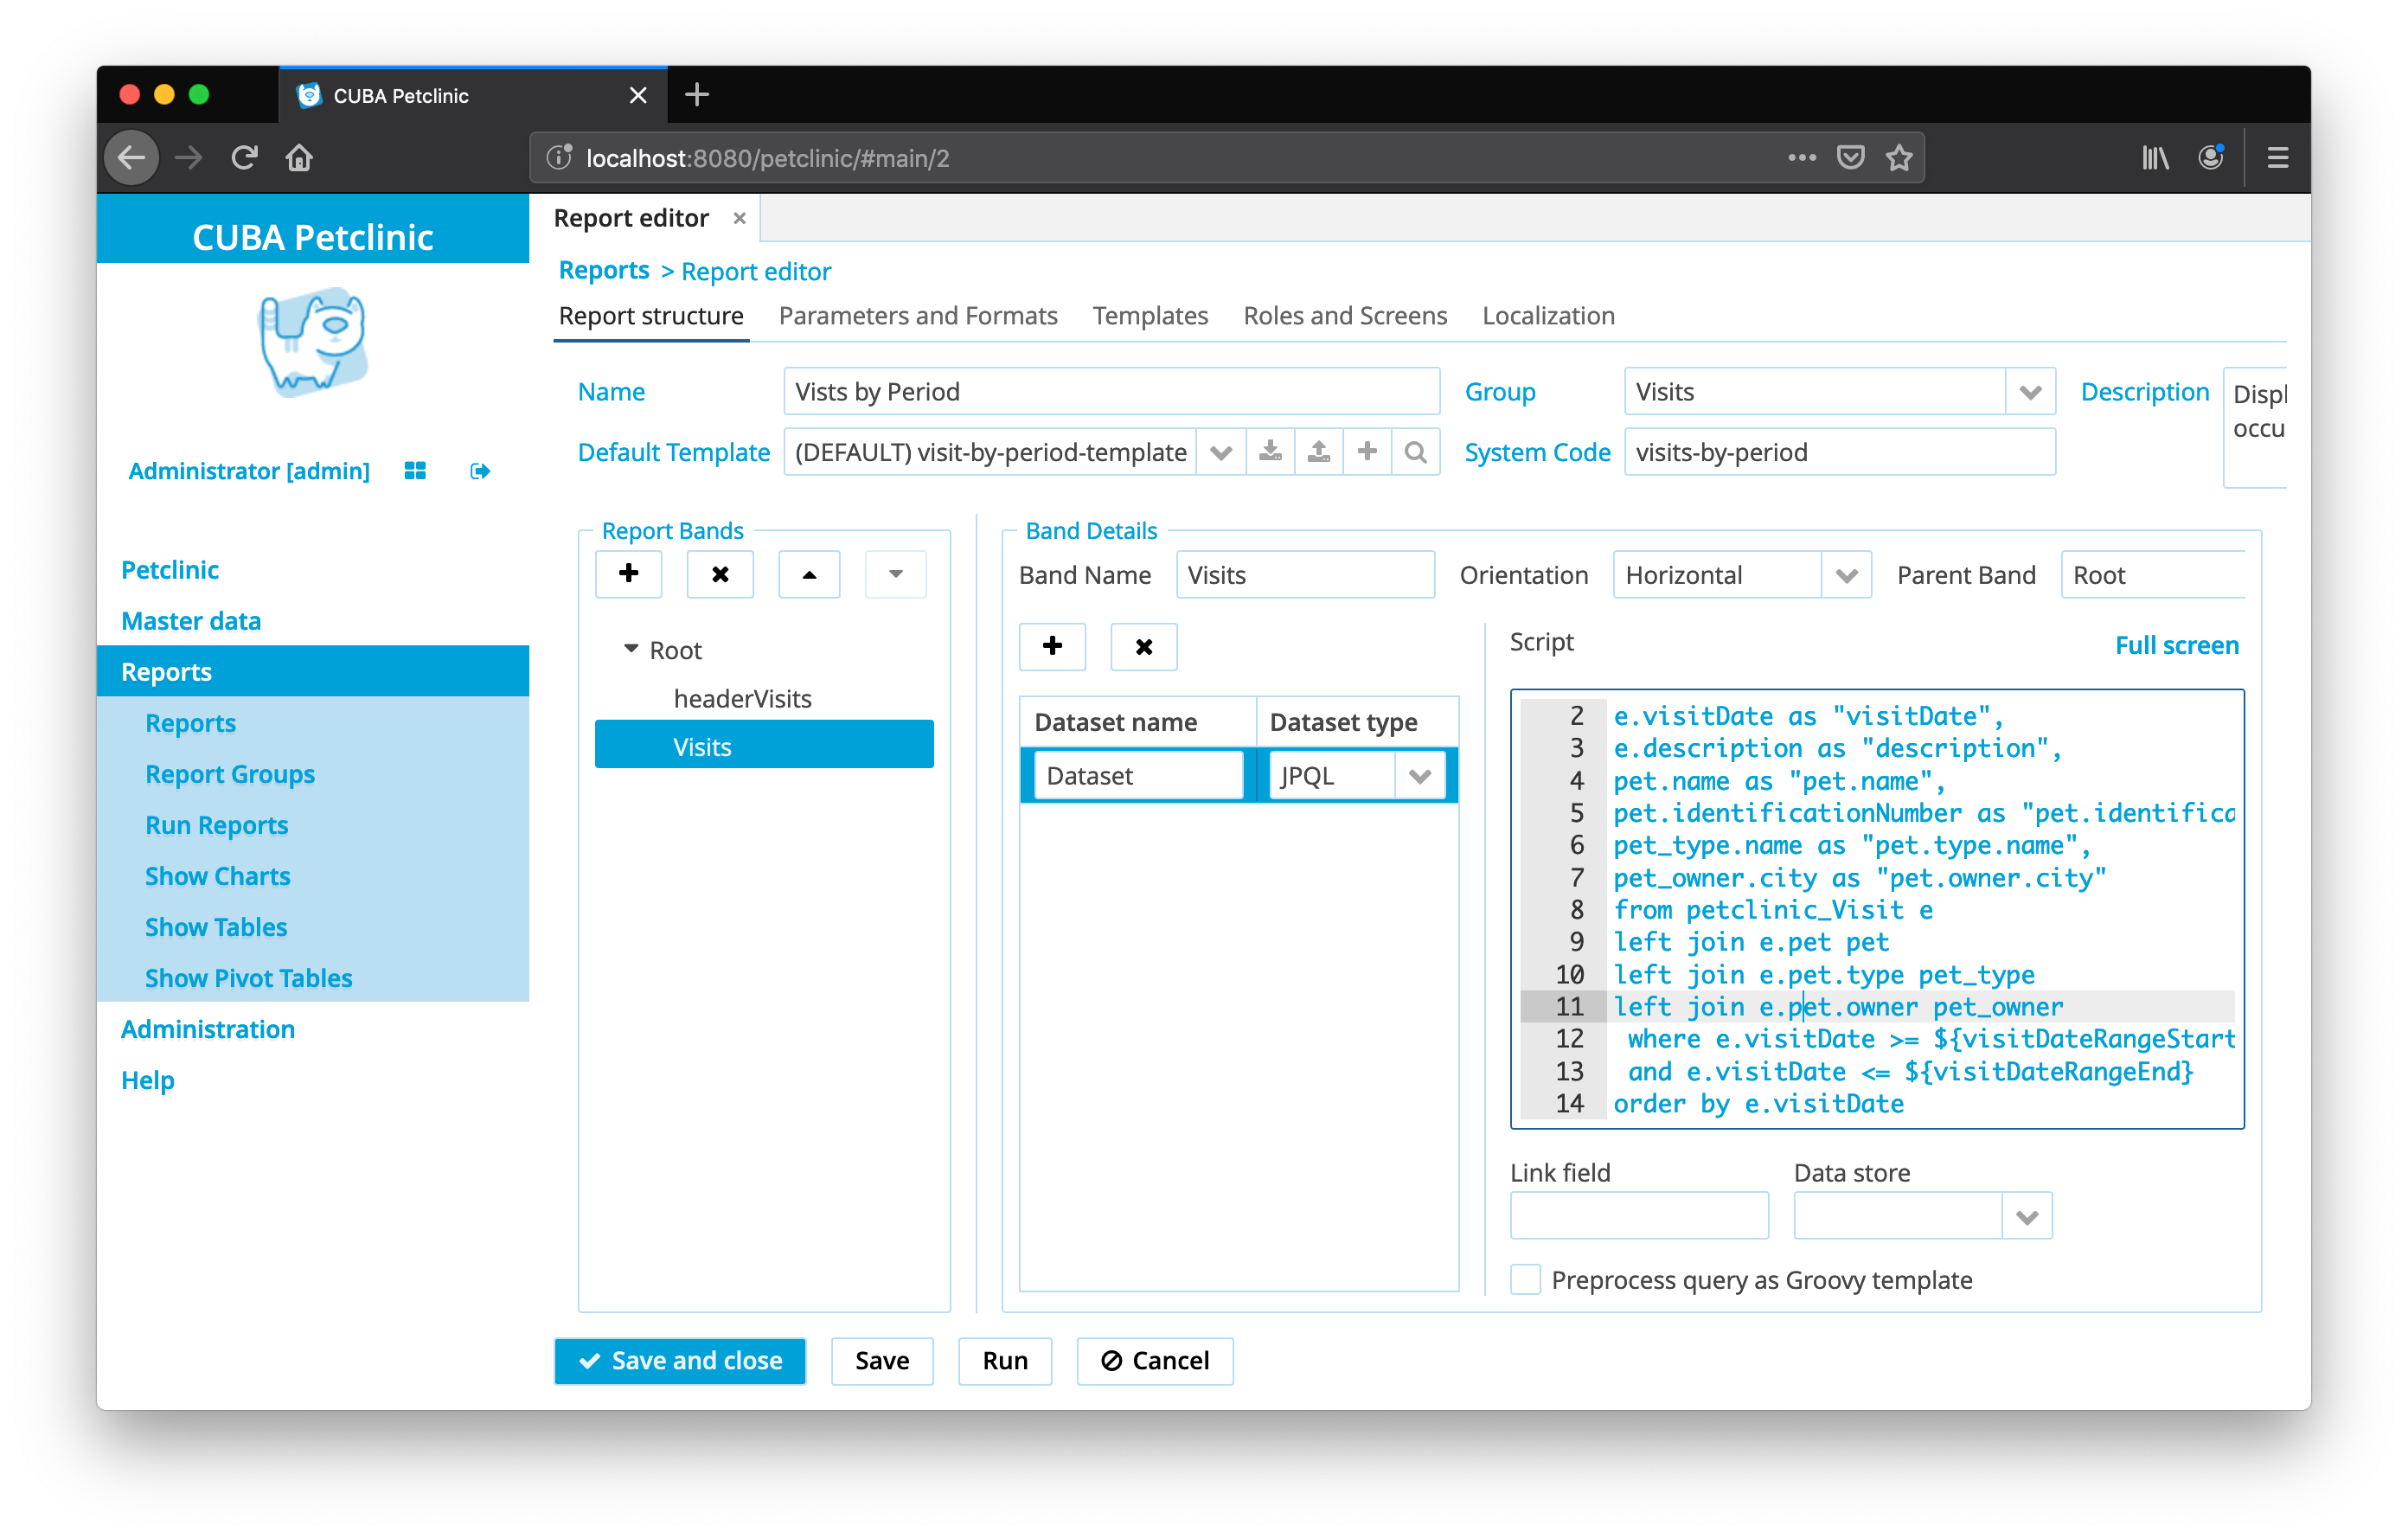 CUBA Petclinic
localhost:8080/petclinic/#main/2
CUBA Petclinic
Administrator [admin]
Petclinic
Master data
Reports
Reports
Report Groups
Run Reports
Show Charts
Show Tables
Show Pivot Tables
Administration
Help
Report editor
Reports > Report editor
Report structure Parameters and Formats Templates Roles and Screens Localization
Name Vists by Period Group Visits Description Displ
occu
Default Template (DEFAULT) visit-by-period-template System Code visits-by-period
Report Bands
Root
headerVisits
Visits
Band Details
Band Name Visits Orientation Horizontal Parent Band Root
Dataset name Dataset type
Dataset JPQL
Script Full screen
2 e.visitDate as "visitDate",
3 e.description as "description",
4 pet.name as "pet.name",
5 pet.identificationNumber as "pet.identifica
6 pet_type.name as "pet.type.name",
7 pet_owner.city as "pet.owner.city"
8 from petclinic_Visit e
9 left join e.pet pet
10 left join e.pet.type pet_type
11 left join e.pet.owner pet_owner
12 where e.visitDate >= ${visitDateRangeStart
13 and e.visitDate <= ${visitDateRangeEnd}
14 order by e.visitDate
Link field Data store
Preprocess query as Groovy template
Save and close Save Run Cancel